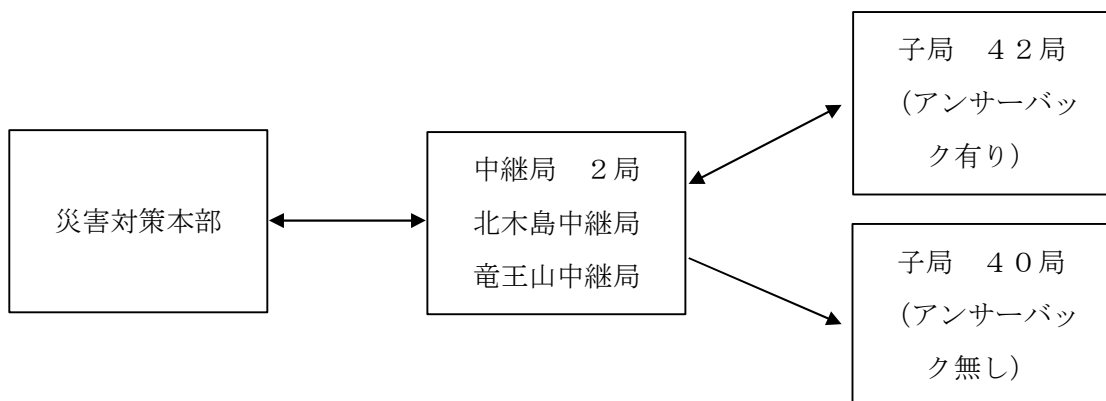 災害対策本部
中継局　２局
北木島中継局
竜王山中継局
子局　４２局
（アンサーバッ
ク有り）
子局　４０局
（アンサーバッ
ク無し）